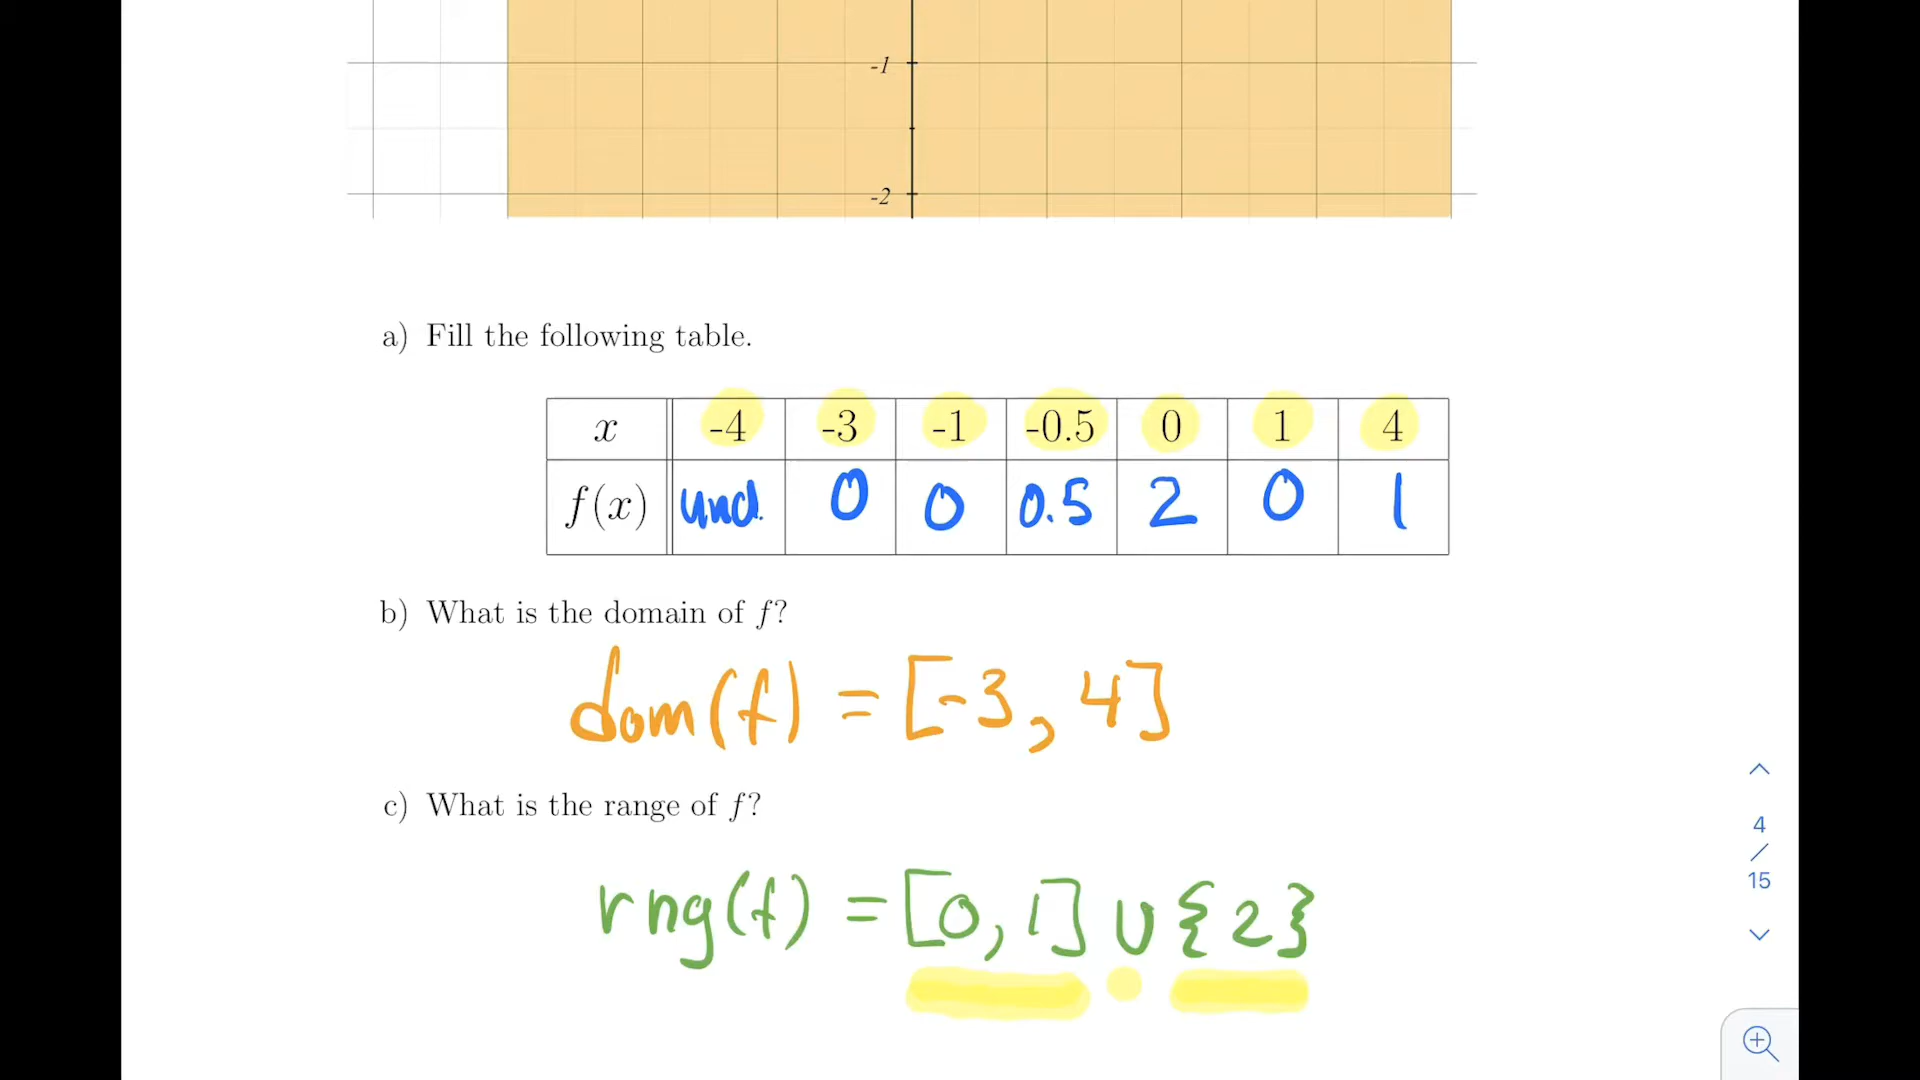 -1
-2
a) Fill the following table.
x -4 -3 -1 -0.5 0 1 4
f(x) und. 0 0 0.5 2 0 1
b) What is the domain of f?
dom(f) = [-3, 4]
c) What is the range of f?
rng(f) = [0, 1] ∪ {2}
4
/
15